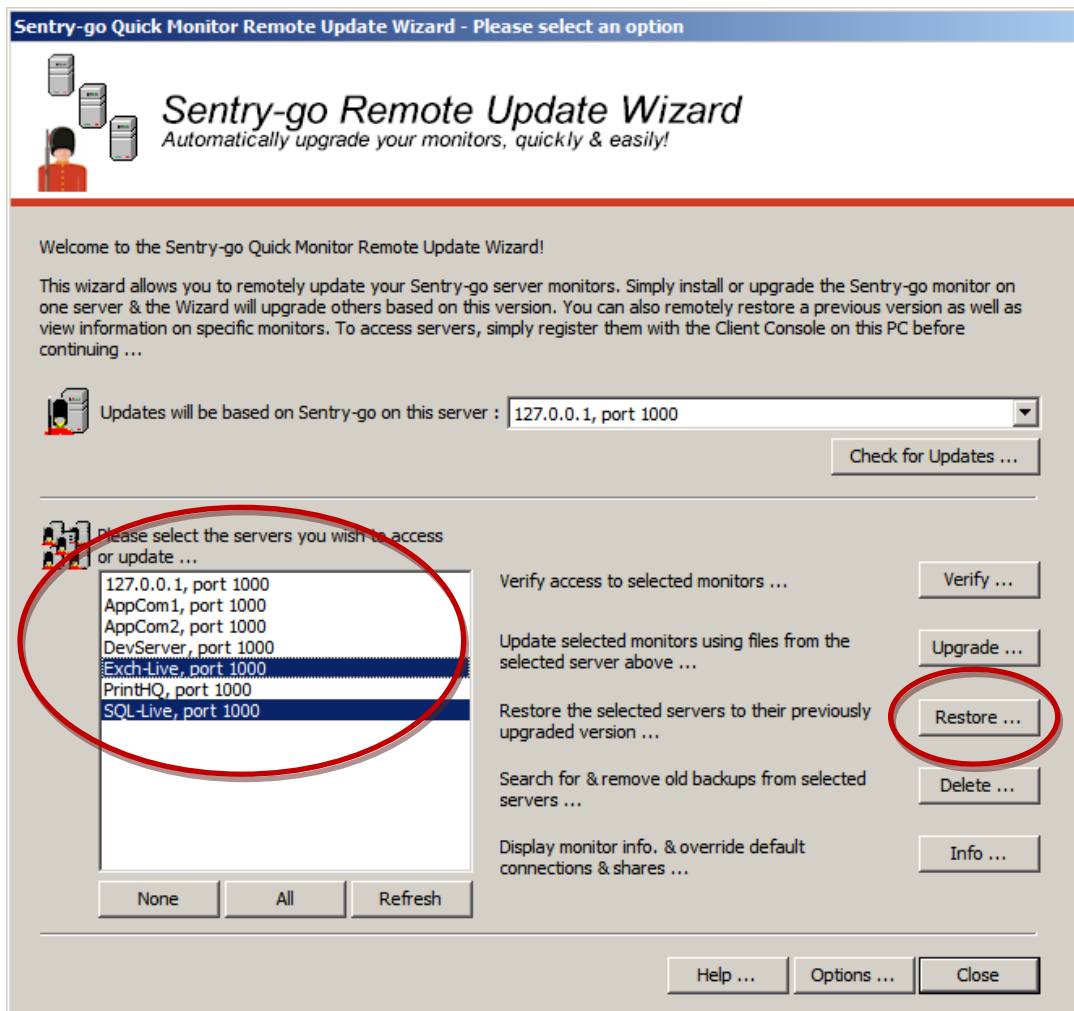 Sentry-go Quick Monitor Remote Update Wizard - Please select an option
Sentry-go Remote Update Wizard
Automatically upgrade your monitors, quickly & easily!
Welcome to the Sentry-go Quick Monitor Remote Update Wizard!
This wizard allows you to remotely update your Sentry-go server monitors. Simply install or upgrade the Sentry-go monitor on
one server & the Wizard will upgrade others based on this version. You can also remotely restore a previous version as well as
view information on specific monitors. To access servers, simply register them with the Client Console on this PC before
continuing ...
Updates will be based on Sentry-go on this server :
127.0.0.1, port 1000
Check for Updates ...
Please select the servers you wish to access
or update ...
127.0.0.1, port 1000
AppCom1, port 1000
AppCom2, port 1000
DevServer, port 1000
Exch-Live, port 1000
PrintHQ, port 1000
SQL-Live, port 1000
None
All
Refresh
Verify access to selected monitors ...
Verify ...
Update selected monitors using files from the
selected server above ...
Upgrade ...
Restore the selected servers to their previously
upgraded version ...
Restore ...
Search for & remove old backups from selected
servers ...
Delete ...
Display monitor info. & override default
connections & shares ...
Info ...
Help ...
Options ...
Close